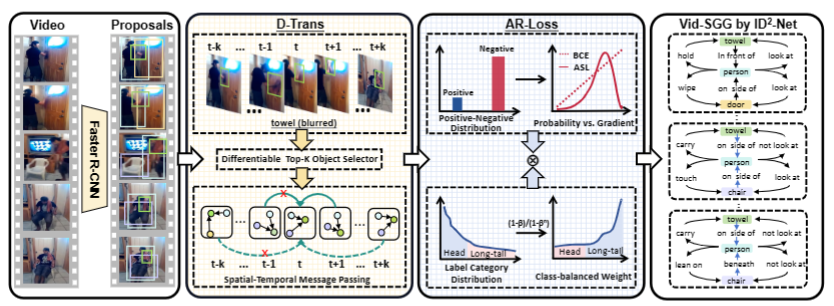 Video
Proposals
Faster R-CNN
D-Trans
t-k ... t-1 t t+1 ... t+k
...
...
towel (blurred)
Differentiable Top-K Object Selector
x
...
...
x
t-k ... t-1 t t+1 ... t+k
Spatial-Temporal Message Passing
AR-Loss
Negative
Positive
Positive-Negative
Distribution
BCE
ASL
Probability vs. Gradient
⊗
Head Long-tail
Label Category
Distribution
(1-β)/(1-βⁿ)
Head Long-tail
Class-balanced Weight
Vid-SGG by ID²-Net
towel
hold In front of look at
person
wipe on side of look at
door
towel
carry on side of not look at
person
touch on side of look at
chair
towel
carry on side of not look at
person
lean on beneath not look at
chair